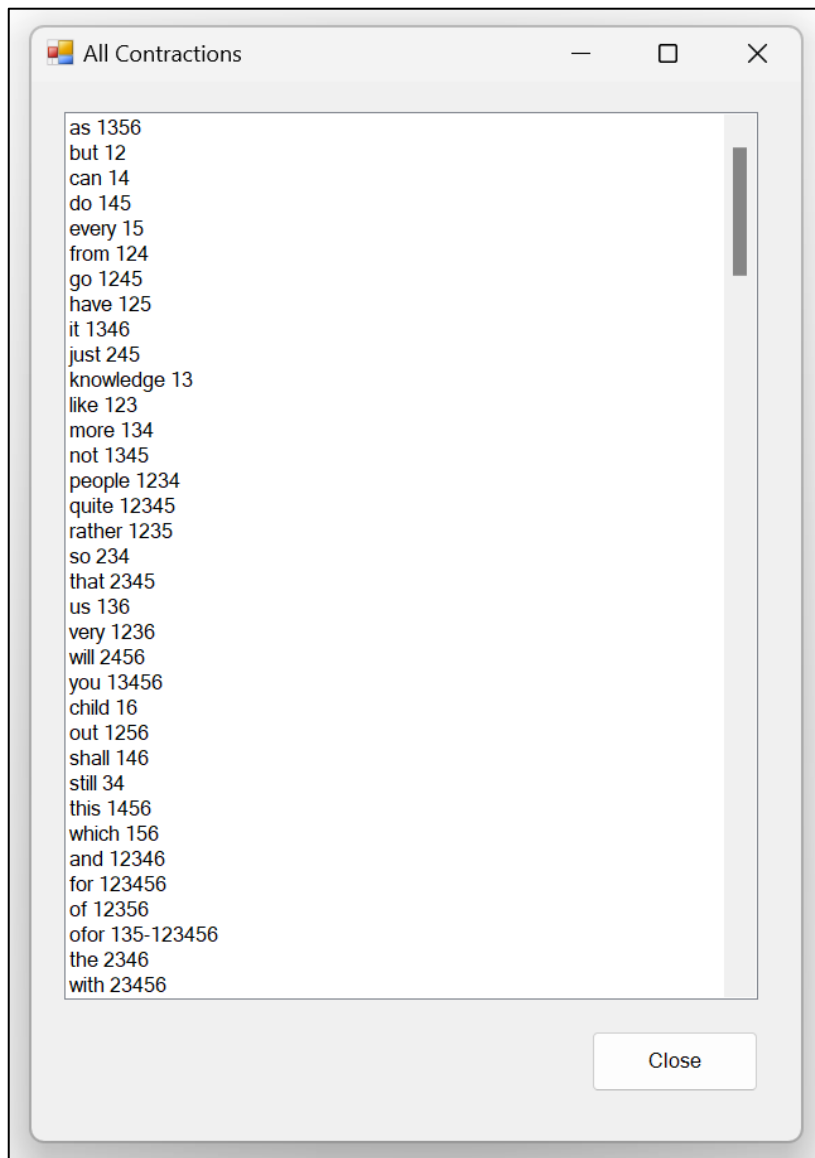 All Contractions
as 1356
but 12
can 14
do 145
every 15
from 124
go 1245
have 125
it 1346
just 245
knowledge 13
like 123
more 134
not 1345
people 1234
quite 12345
rather 1235
so 234
that 2345
us 136
very 1236
will 2456
you 13456
child 16
out 1256
shall 146
still 34
this 1456
which 156
and 12346
for 123456
of 12356
ofor 135-123456
the 2346
with 23456
Close